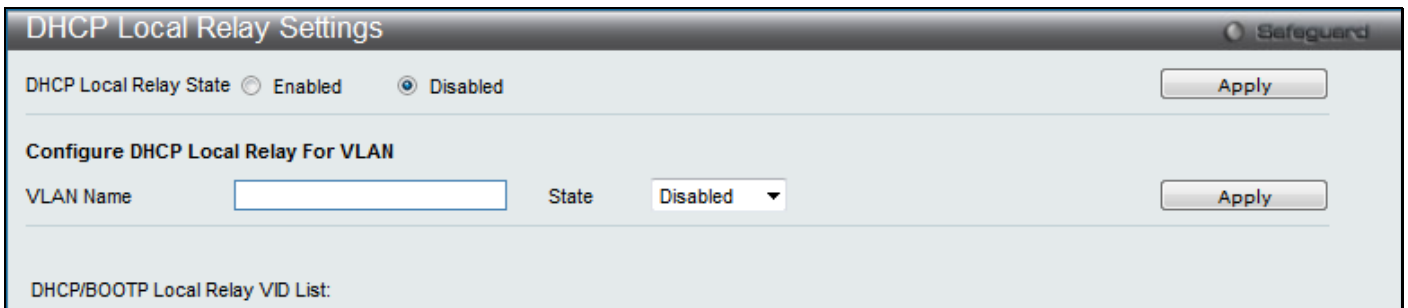 DHCP Local Relay Settings
Safeguard
DHCP Local Relay State Enabled Disabled Apply
Configure DHCP Local Relay For VLAN
VLAN Name State Disabled Apply
DHCP/BOOTP Local Relay VID List: